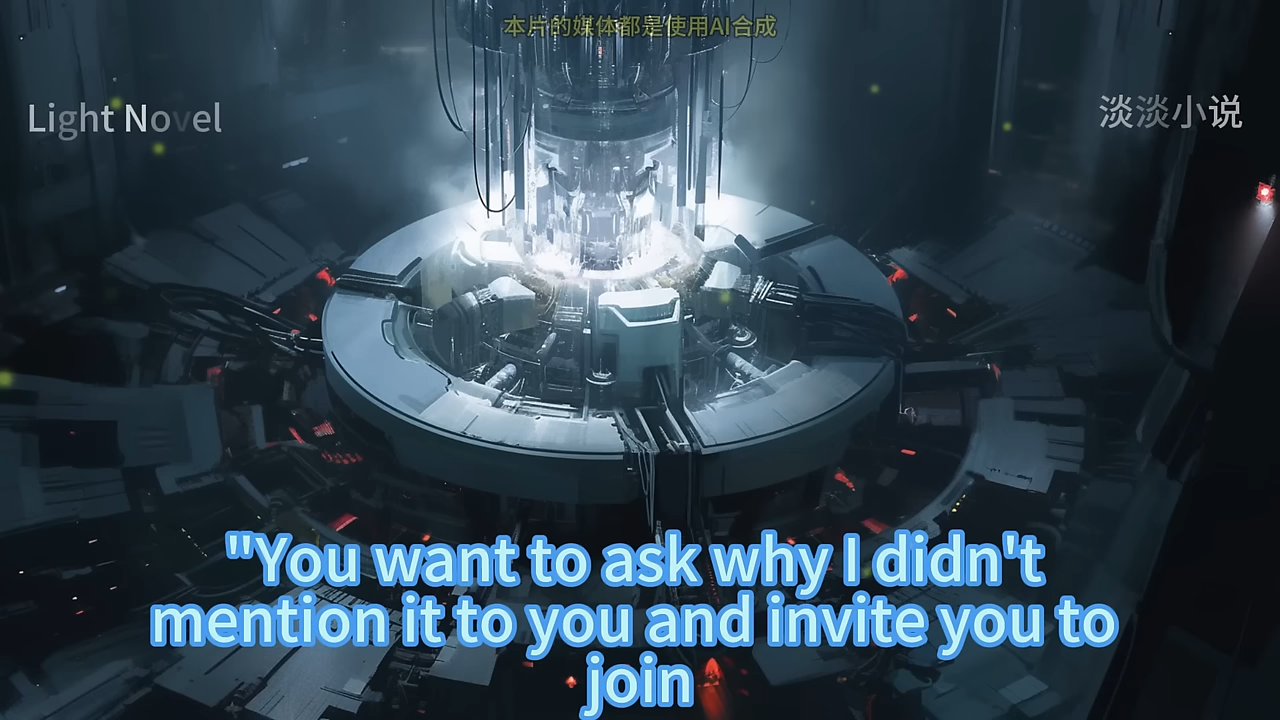 本片的媒体都是使用AI合成
Light Novel
淡淡小说
"You want to ask why I didn't
mention it to you and invite you to
join